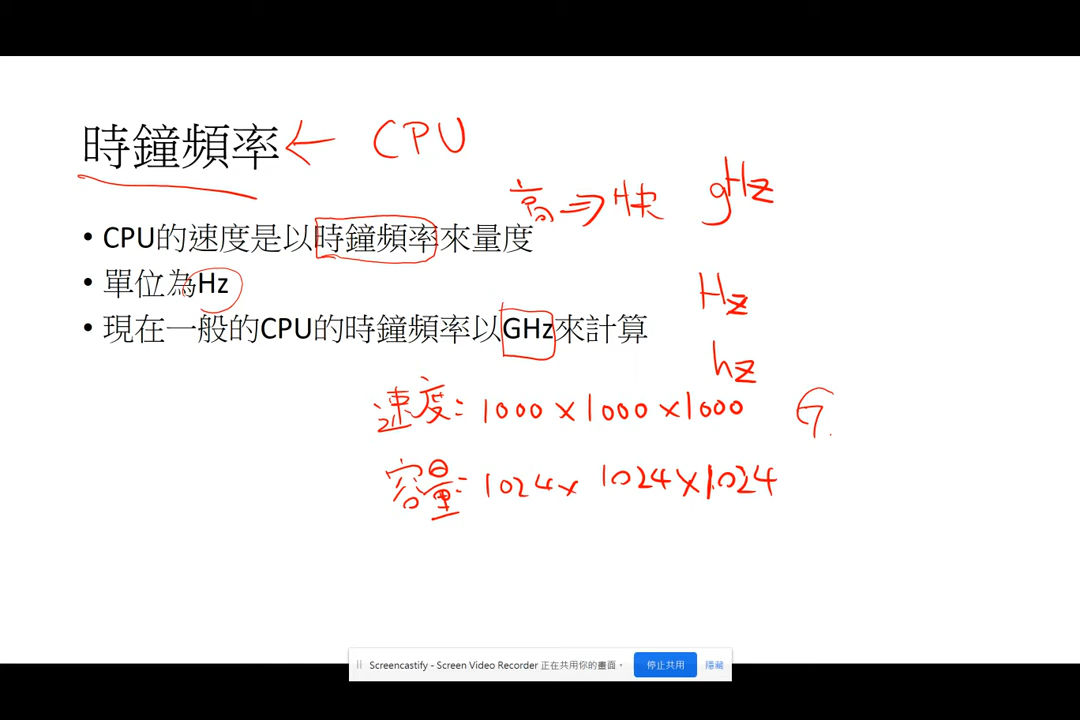 時鐘頻率 ← CPU
高 ⇒ 快 gHz
• CPU的速度是以時鐘頻率來量度
• 單位為Hz
Hz
• 現在一般的CPU的時鐘頻率以GHz來計算
hz
速度: 1000 x 1000 x 1000 G
容量: 1024 x 1024 x 1024
Screencastify - Screen Video Recorder 正在共用你的畫面。 停止共用 隱藏